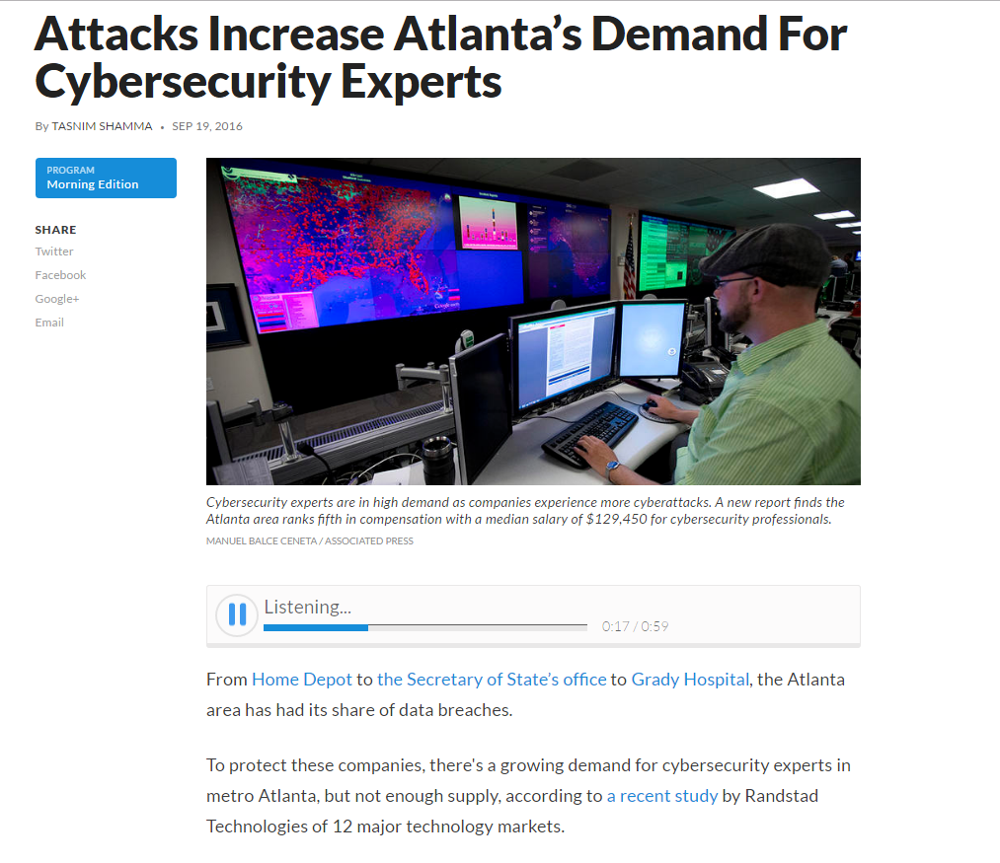 Attacks Increase Atlanta’s Demand For
Cybersecurity Experts
By TASNIM SHAMMA • SEP 19, 2016
PROGRAM
Morning Edition
SHARE
Twitter
Facebook
Google+
Email
Cybersecurity experts are in high demand as companies experience more cyberattacks. A new report finds the
Atlanta area ranks fifth in compensation with a median salary of $129,450 for cybersecurity professionals.
MANUEL BALCE CENETA / ASSOCIATED PRESS
Listening...
0:17 / 0:59
From Home Depot to the Secretary of State’s office to Grady Hospital, the Atlanta
area has had its share of data breaches.
To protect these companies, there's a growing demand for cybersecurity experts in
metro Atlanta, but not enough supply, according to a recent study by Randstad
Technologies of 12 major technology markets.